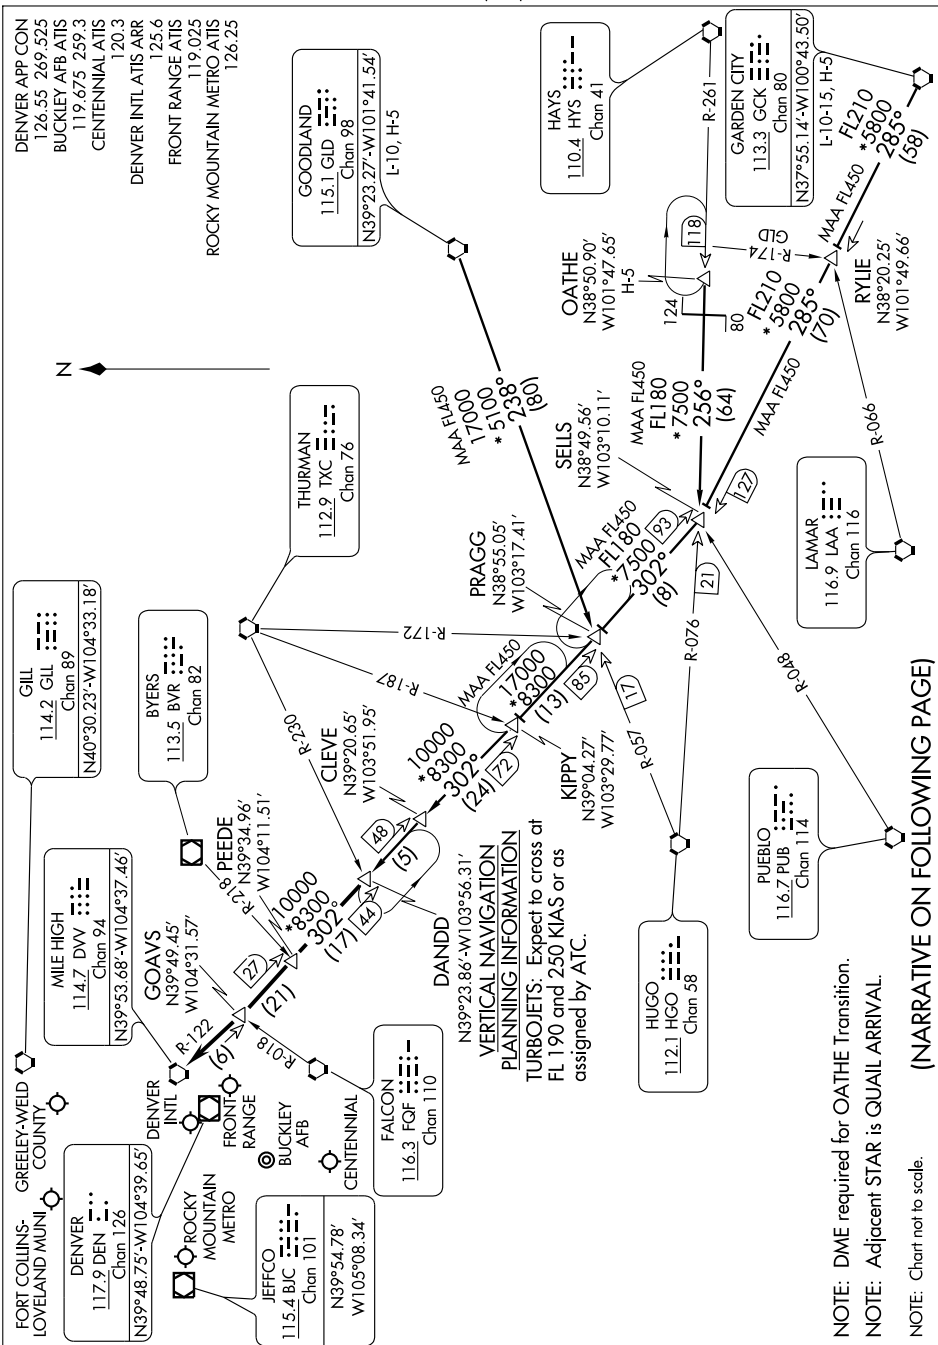 DENVER APP CON
126.55 269.525
BUCKLEY AFB ATIS
119.675 259.3
CENTENNIAL ATIS
120.3
DENVER INTL ATIS ARR
125.6
FRONT RANGE ATIS
119.025
ROCKY MOUNTAIN METRO ATIS
126.25
N
FORT COLLINS-
LOVELAND MUNI
GREELEY-WELD
COUNTY
GILL
114.2 GLL
Chan 89
N40°30.23'-W104°33.18'
MILE HIGH
114.7 DVV
Chan 94
N39°53.68'-W104°37.46'
DENVER
117.9 DEN
Chan 126
N39°48.75'-W104°39.65'
DENVER
INTL
FRONT
RANGE
BUCKLEY
AFB
CENTENNIAL
ROCKY
MOUNTAIN
METRO
JEFFCO
115.4 BJC
Chan 101
N39°54.78'
W105°08.34'
FALCON
116.3 FQF
Chan 110
BYERS
113.5 BVR
Chan 82
THURMAN
112.9 TXC
Chan 76
GOODLAND
115.1 GLD
Chan 98
N39°23.27'-W101°41.54'
L-10, H-5
HAYS
110.4 HYS
Chan 41
GARDEN CITY
113.3 GCK
Chan 80
N37°55.14'-W100°43.50'
L-10-15, H-5
LAMAR
116.9 LAA
Chan 116
PUEBLO
116.7 PUB
Chan 114
HUGO
112.1 HGO
Chan 58
GOAVS
N39°49.45'
W104°31.57'
PEEDE
N39°34.96'
W104°11.51'
CLEVE
N39°20.65'
W103°51.95'
DANDD
N39°23.86'-W103°56.31'
KIPPY
N39°04.27'
W103°29.77'
PRAGG
N38°55.05'
W103°17.41'
SELLS
N38°49.56'
W103°10.11'
OATHE
N38°50.90'
W101°47.65'
H-5
RYLIE
N38°20.25'
W101°49.66'
R-122
(6)
R-018
R-218
27
(21)
10000
*8300
302°
(17)
44
R-230
48
(5)
10000
*8300
302°
(24)
72
R-187
R-172
MAA FL450
17000
*8300
(13)
85
17
R-057
MAA FL450
FL180
*7500
302°
(8)
93
21
R-076
R-048
127
MAA FL450
17000
*5100
238°
(80)
MAA FL450
FL180
*7500
256°
(64)
124
80
118
R-261
R-174
GLD
R-066
FL210
*5800
285°
(70)
MAA FL450
FL210
*5800
285°
(58)
MAA FL450
VERTICAL NAVIGATION
PLANNING INFORMATION
TURBOJETS: Expect to cross at
FL 190 and 250 KIAS or as
assigned by ATC.
NOTE: DME required for OATHE Transition.
NOTE: Adjacent STAR is QUAIL ARRIVAL.
NOTE: Chart not to scale.
(NARRATIVE ON FOLLOWING PAGE)